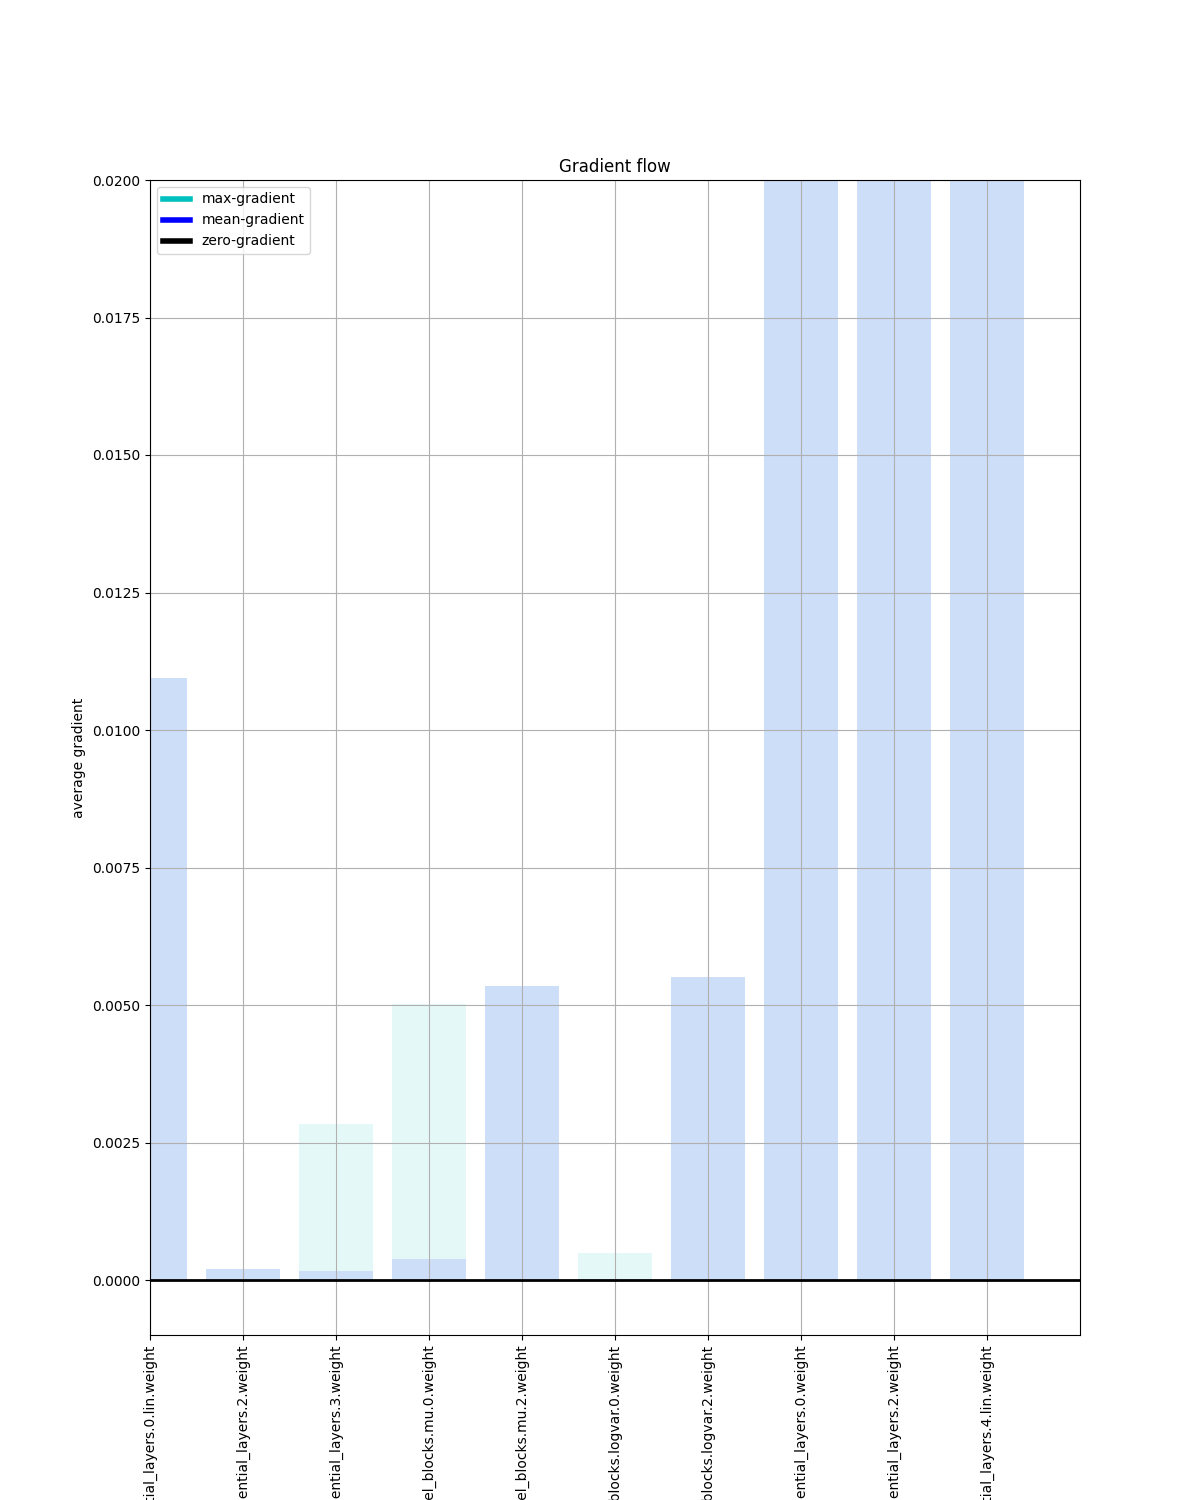 Gradient flow
max-gradient
mean-gradient
zero-gradient
0.0200
0.0175
0.0150
0.0125
0.0100
0.0075
0.0050
0.0025
0.0000
average gradient
tial_layers.0.lin.weight
ential_layers.2.weight
ential_layers.3.weight
el_blocks.mu.0.weight
el_blocks.mu.2.weight
blocks.logvar.0.weight
blocks.logvar.2.weight
ential_layers.0.weight
ential_layers.2.weight
tial_layers.4.lin.weight